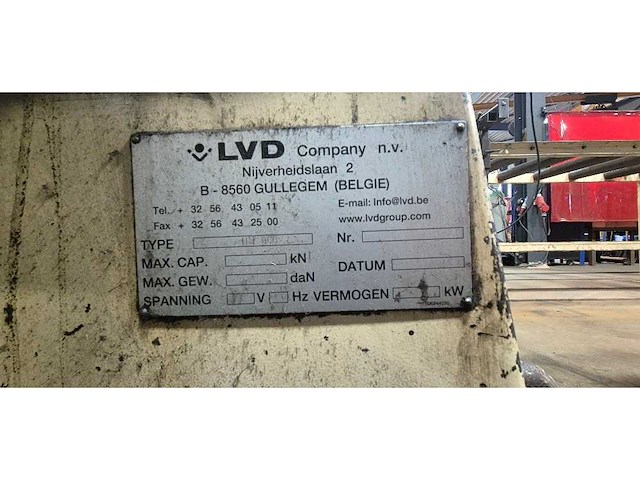 LVD Company n.v.
Nijverheidslaan 2
B - 8560 GULLEGEM (BELGIE)
Tel. + 32 56 43 05 11
E-mail: Info@lvd.be
Fax + 32 56 43 25 00
www.lvdgroup.com
TYPE
Nr.
MAX. CAP. kN
DATUM
MAX. GEW. daN
SPANNING V Hz VERMOGEN kW